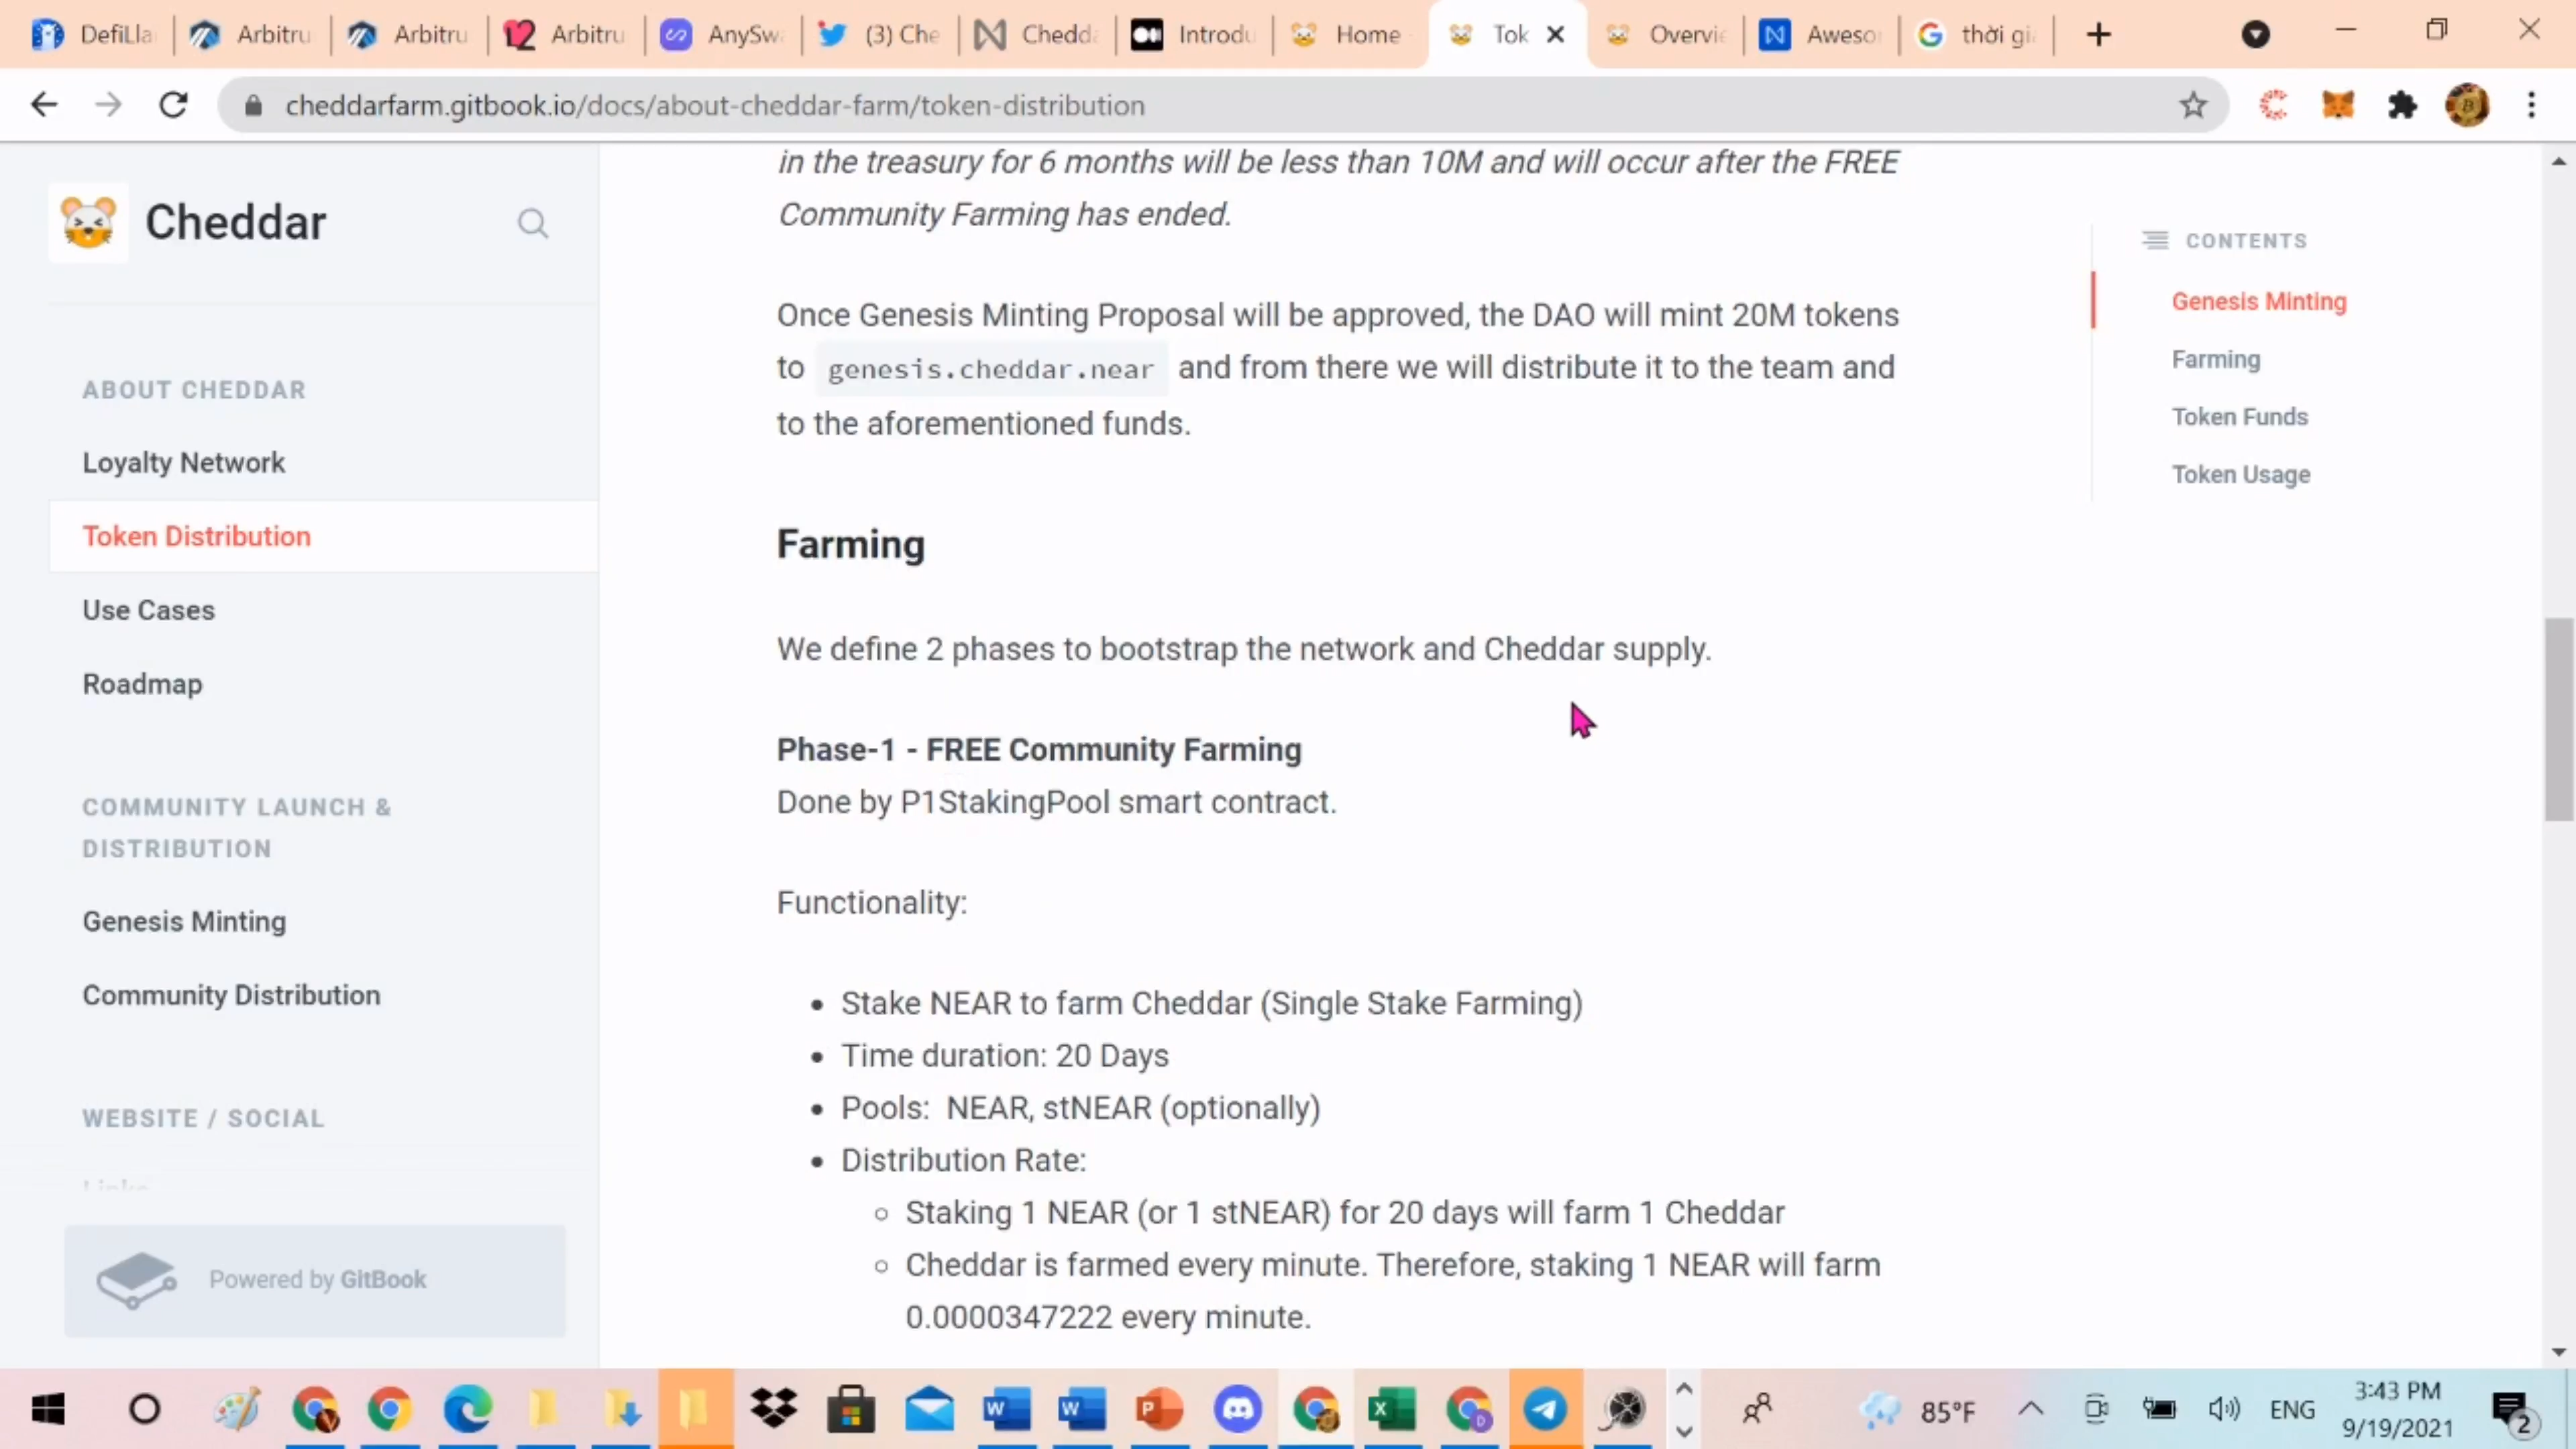 DefiLla
Arbitru
Arbitru
Arbitru
AnySw
(3) Che
Chedda
Introdu
Home
Tok
Overvie
Aweso
thời gi
cheddarfarm.gitbook.io/docs/about-cheddar-farm/token-distribution
Cheddar
ABOUT CHEDDAR
Loyalty Network
Token Distribution
Use Cases
Roadmap
COMMUNITY LAUNCH &
DISTRIBUTION
Genesis Minting
Community Distribution
WEBSITE / SOCIAL
Powered by GitBook
in the treasury for 6 months will be less than 10M and will occur after the FREE
Community Farming has ended.
Once Genesis Minting Proposal will be approved, the DAO will mint 20M tokens
to genesis.cheddar.near and from there we will distribute it to the team and
to the aforementioned funds.
Farming
We define 2 phases to bootstrap the network and Cheddar supply.
Phase-1 - FREE Community Farming
Done by P1StakingPool smart contract.
Functionality:
• Stake NEAR to farm Cheddar (Single Stake Farming)
• Time duration: 20 Days
• Pools: NEAR, stNEAR (optionally)
• Distribution Rate:
○ Staking 1 NEAR (or 1 stNEAR) for 20 days will farm 1 Cheddar
○ Cheddar is farmed every minute. Therefore, staking 1 NEAR will farm
0.0000347222 every minute.
CONTENTS
Genesis Minting
Farming
Token Funds
Token Usage
85°F
ENG
3:43 PM
9/19/2021
2